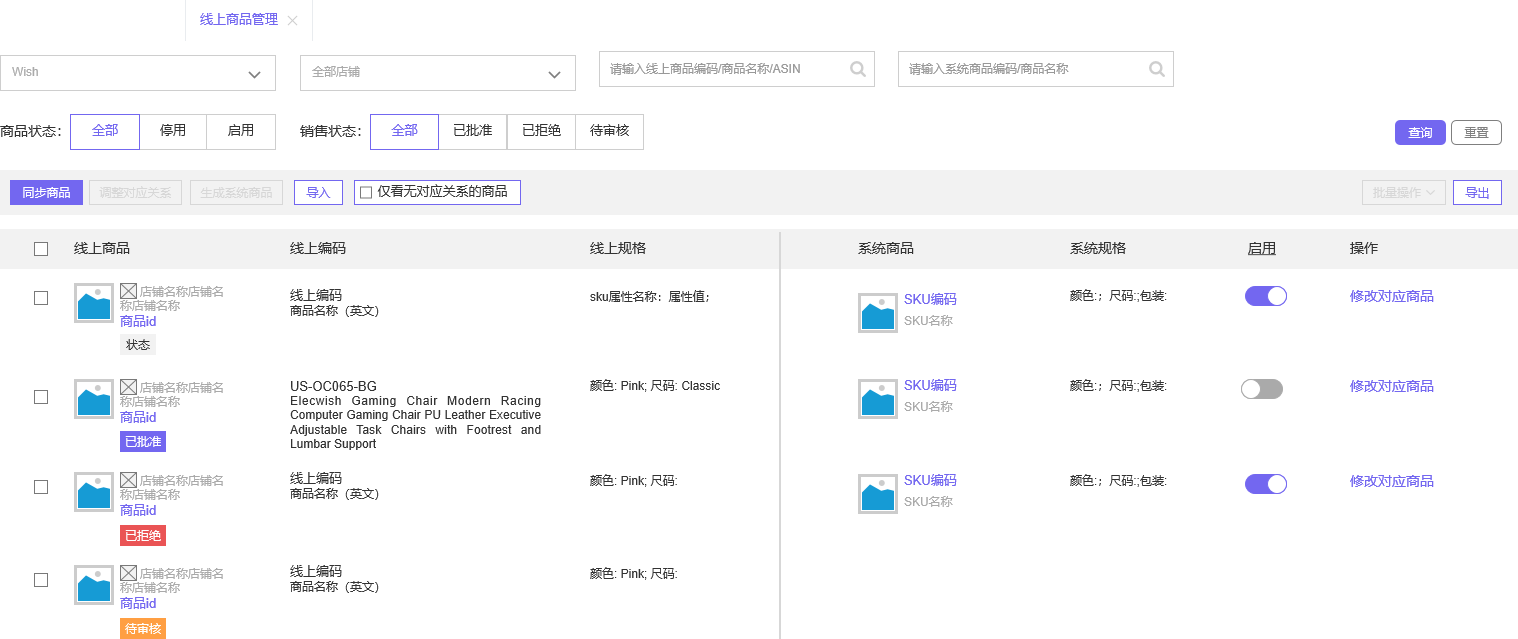 线上商品管理
Wish
全部店铺
请输入线上商品编码/商品名称/ASIN
请输入系统商品编码/商品名称
商品状态: 全部 停用 启用 销售状态: 全部 已批准 已拒绝 待审核
查询 重置
同步商品 调整对应关系 生成系统商品 导入 仅看无对应关系的商品 批量操作 导出
线上商品 线上编码 线上规格 系统商品 系统规格 启用 操作
店铺名称店铺名
称店铺名称
商品id
状态
线上编码
商品名称（英文）
sku属性名称；属性值；
SKU编码
SKU名称
颜色:；尺码:;包装:
修改对应商品
店铺名称店铺名
称店铺名称
商品id
已批准
US-OC065-BG
Elecwish Gaming Chair Modern Racing
Computer Gaming Chair PU Leather Executive
Adjustable Task Chairs with Footrest and
Lumbar Support
颜色: Pink; 尺码: Classic
SKU编码
SKU名称
颜色:；尺码:;包装:
修改对应商品
店铺名称店铺名
称店铺名称
商品id
已拒绝
线上编码
商品名称（英文）
颜色: Pink; 尺码:
SKU编码
SKU名称
颜色:；尺码:;包装:
修改对应商品
店铺名称店铺名
称店铺名称
商品id
待审核
线上编码
商品名称（英文）
颜色: Pink; 尺码: